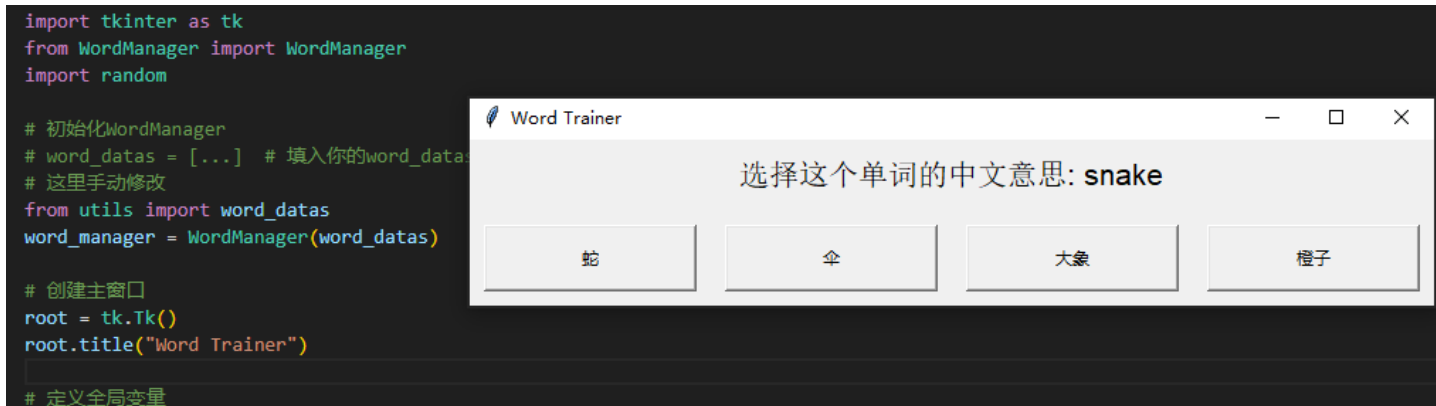 import tkinter as tk
from WordManager import WordManager
import random
# 初始化WordManager
# word_datas = [...]  # 填入你的word_datas
# 这里手动修改
from utils import word_datas
word_manager = WordManager(word_datas)
# 创建主窗口
root = tk.Tk()
root.title("Word Trainer")
# 定义全局变量
Word Trainer
选择这个单词的中文意思: snake
蛇 伞 大象 橙子